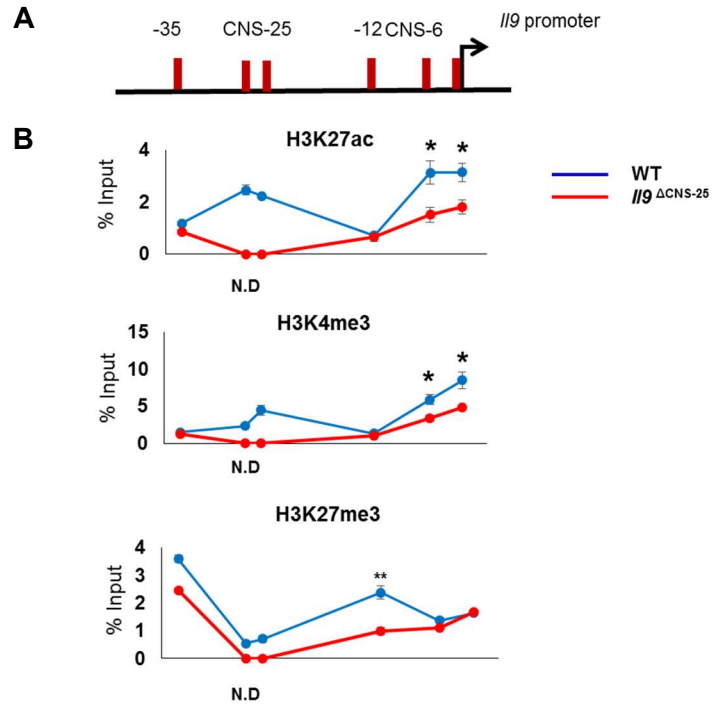 A
-35 CNS-25 -12 CNS-6 Il9 promoter
B
H3K27ac
4
2
0
% Input
* *
N.D
WT
Il9 ΔCNS-25
H3K4me3
15
10
5
0
% Input
* *
N.D
H3K27me3
4
3
2
1
0
% Input
**
N.D